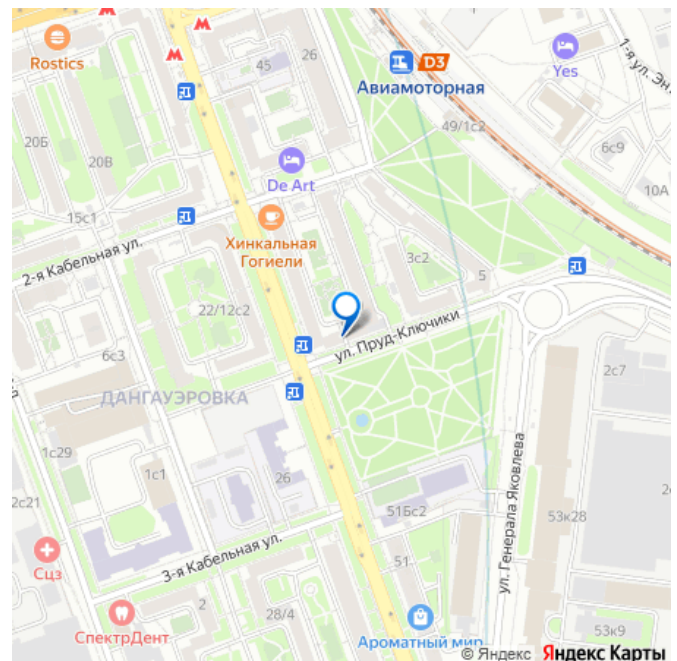 Rostics
45
26
D3
Авиамоторная
Yes
1-я ул. Эн
20Б
20В
De Art
49/1с2
6с9
10А
15с1
2-я Кабельная ул.
Хинкальная
Гогиели
3с2
5
22/12с2
ул. Пруд-Ключики
6с3
ДАНГАУЭРОВКА
2с7
1с29
1с1
26
2с21
51Бс2
53к28
ул. Генерала Яковлева
Сцз
3-я Кабельная ул.
51
2
28/4
СпектрДент
Ароматный мир
53к9
© Яндекс Яндекс Карты